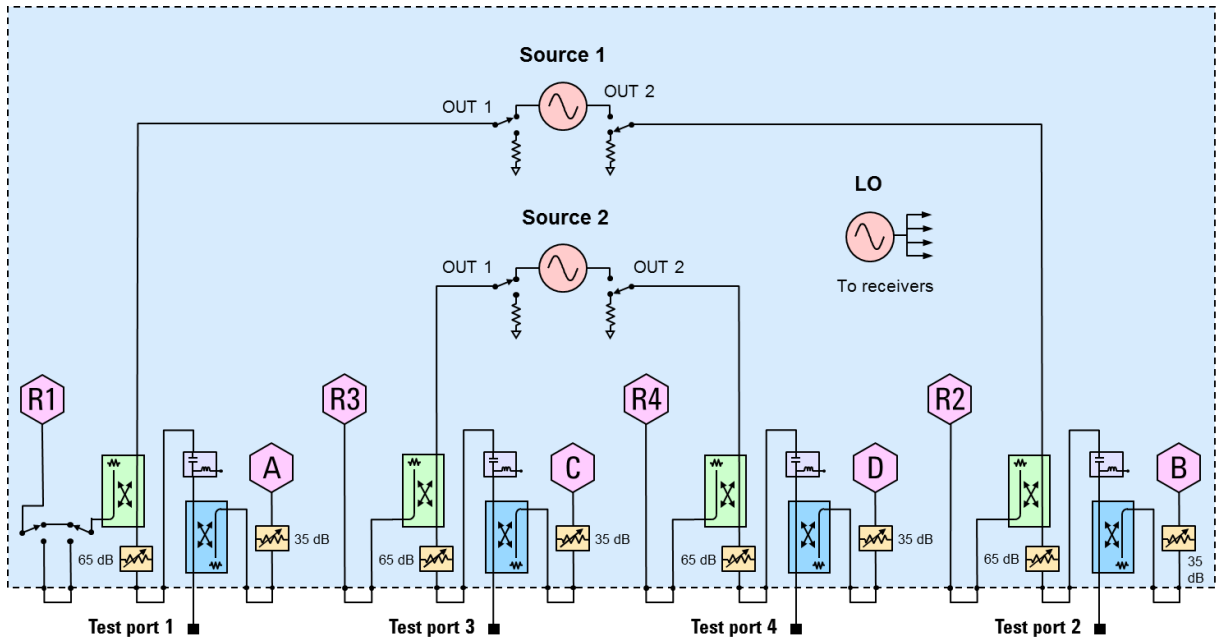 Source 1
OUT 1
OUT 2
LO
To receivers
Source 2
OUT 1
OUT 2
R1
R3
R4
R2
A
C
D
B
65 dB
35 dB
65 dB
35 dB
65 dB
35 dB
65 dB
35
dB
Test port 1
Test port 3
Test port 4
Test port 2